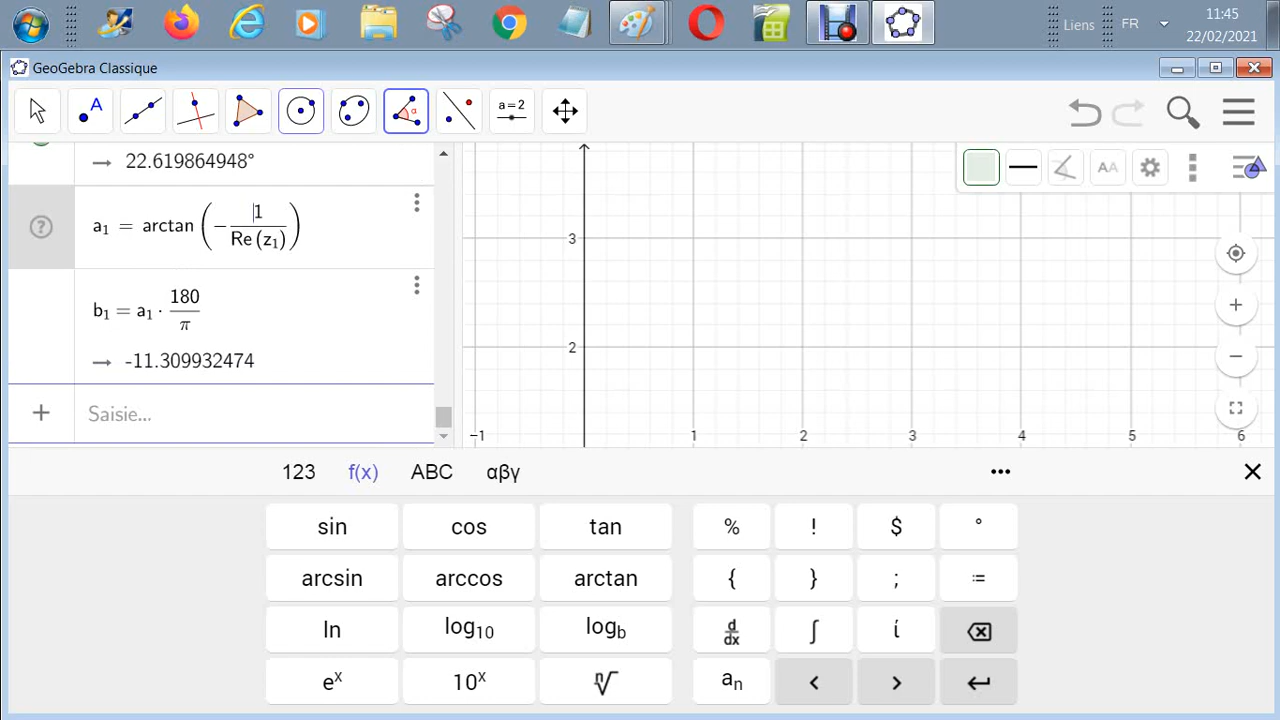 Liens FR 11:45
22/02/2021
GeoGebra Classique
A
α
a=2
→ 22.619864948°
AA
a₁ = arctan(−1/Re(z₁))
?
b₁ = a₁ · 180/π
→ -11.309932474
+ Saisie...
3
2
−1 1 2 3 4 5 6
+
−
123 f(x) ABC αβγ ••• ×
sin cos tan % ! $ °
arcsin arccos arctan { } ; :=
ln log₁₀ log_b d/dx ∫ ί
eˣ 10ˣ ⁿ√ aₙ < >